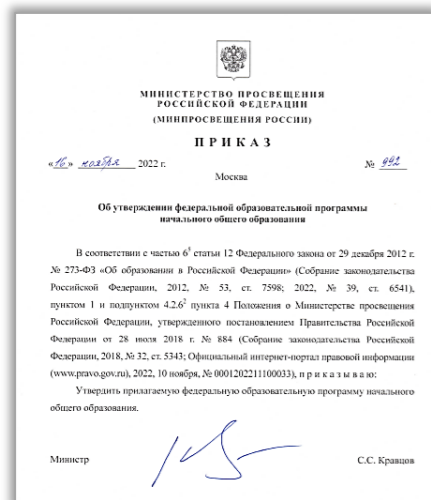 МИНИСТЕРСТВО ПРОСВЕЩЕНИЯ
РОССИЙСКОЙ ФЕДЕРАЦИИ
(МИНПРОСВЕЩЕНИЯ РОССИИ)
ПРИКАЗ
«16» ноября 2022 г. № 992
Москва
Об утверждении федеральной образовательной программы
начального общего образования
В соответствии с частью 6⁵ статьи 12 Федерального закона от 29 декабря 2012 г.
№ 273-ФЗ «Об образовании в Российской Федерации» (Собрание законодательства
Российской Федерации, 2012, № 53, ст. 7598; 2022, № 39, ст. 6541),
пунктом 1 и подпунктом 4.2.6² пункта 4 Положения о Министерстве просвещения
Российской Федерации, утвержденного постановлением Правительства Российской
Федерации от 28 июля 2018 г. № 884 (Собрание законодательства Российской
Федерации, 2018, № 32, ст. 5343; Официальный интернет-портал правовой информации
(www.pravo.gov.ru), 2022, 10 ноября, № 0001202211100033), приказываю:
Утвердить прилагаемую федеральную образовательную программу начального
общего образования.
Министр С.С. Кравцов